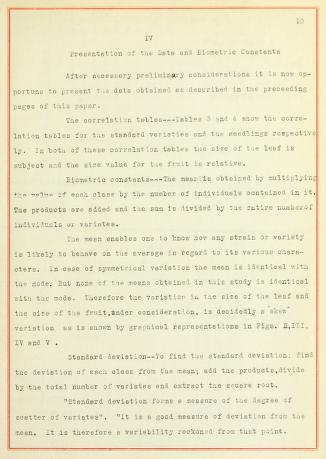 10
IV
Presentation of the Data and Biometric Constants
After necessary preliminary considerations it is now op-
portune to present the data obtained as described in the preceeding
pages of this paper.
The correlation tables---Tables 3 and 4 show the corre-
lation tables for the standard varieties and the seedlings respective
ly. In both of these correlation tables the size of the leaf is
subject and the size value for the fruit is relative.
Biometric constants---The mean is obtained by multiplying
the value of each class by the number of individuals contained in it.
The products are added and the sum is divided by the entire number of
individuals or variates.
The mean enables one to know how any strain or variety
is likely to behave on the average in regard to its various charac-
ters. In case of symmetrical variation the mean is identical with
the mode. But none of the means obtained in this study is identical
with the mode. Therefore the variation in the size of the leaf and
the size of the fruit, under consideration, is decidedly a "skew"
variation as is shown by graphical representations in Figs. II, III,
IV and V .
Standard deviation--To find the standard deviation: find
the deviation of each class from the mean; add the products, divide
by the total number of variates and extract the square root.
"Standard deviation forms a measure of the degree of
scatter of variates". "It is a good measure of deviation from the
mean. It is therefore a variability reckoned from that point.